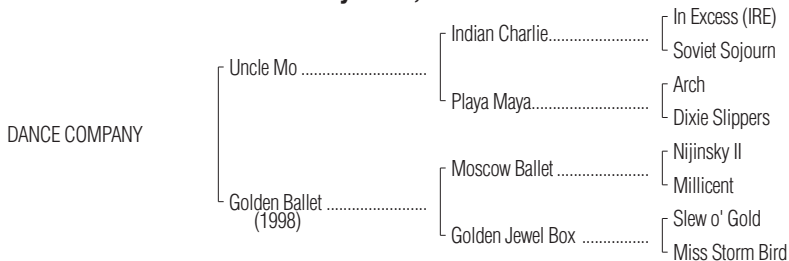 In Excess (IRE)
Indian Charlie.......................
Soviet Sojourn
Uncle Mo ............................
Arch
Playa Maya...........................
Dixie Slippers
DANCE COMPANY
Nijinsky II
Moscow Ballet .....................
Millicent
Golden Ballet ......................
(1998)
Slew o' Gold
Golden Jewel Box ...............
Miss Storm Bird